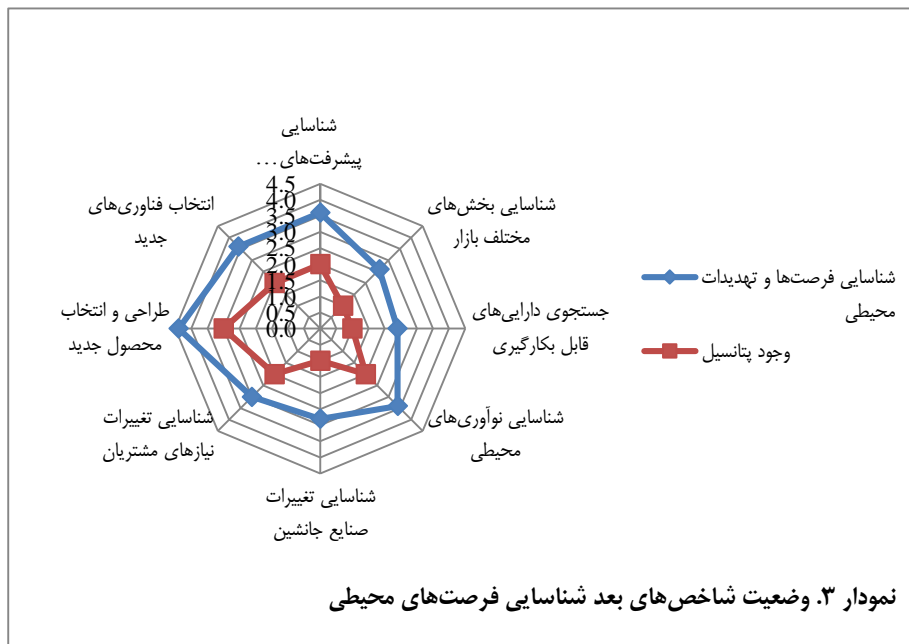 شناسایی
پیشرفت‌های...
شناسایی بخش‌های
مختلف بازار
جستجوی دارایی‌های
قابل بکارگیری
شناسایی نوآوری‌های
محیطی
شناسایی تغییرات
صنایع جانشین
شناسایی تغییرات
نیازهای مشتریان
طراحی و انتخاب
محصول جدید
انتخاب فناوری‌های
جدید
4.5
4.0
3.5
3.0
2.5
2.0
1.5
1.0
0.5
0.0
شناسایی فرصت‌ها و تهدیدات
محیطی
وجود پتانسیل
نمودار ۳. وضعیت شاخص‌های بعد شناسایی فرصت‌های محیطی